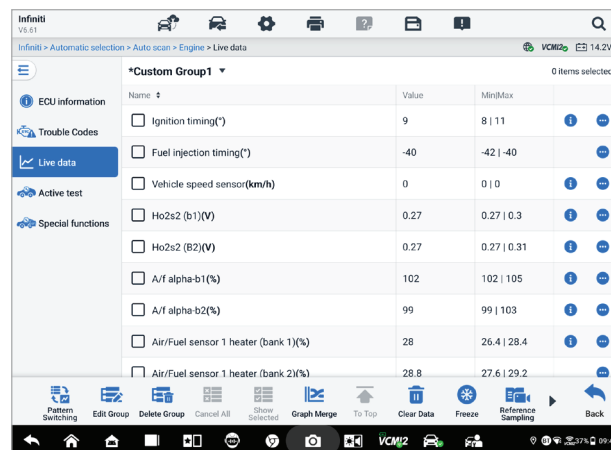 Infiniti
V6.61
Infiniti > Automatic selection > Auto scan > Engine > Live data
VCMI2
14.2V
*Custom Group1 ▼
0 items selected
Name
Value
Min|Max
ECU information
Trouble Codes
Live data
Active test
Special functions
Ignition timing(°)
9
8 | 11
Fuel injection timing(°)
-40
-42 | -40
Vehicle speed sensor(km/h)
0
0 | 0
Ho2s2 (b1)(V)
0.27
0.27 | 0.3
Ho2s2 (B2)(V)
0.27
0.27 | 0.31
A/f alpha-b1(%)
102
102 | 105
A/f alpha-b2(%)
99
99 | 103
Air/Fuel sensor 1 heater (bank 1)(%)
28
26.4 | 28.4
Air/Fuel sensor 1 heater (bank 2)(%)
28.8
27.6 | 29.2
Pattern
Switching
Edit Group
Delete Group
Cancel All
Show
Selected
Graph Merge
To Top
Clear Data
Freeze
Reference
Sampling
Back
VCMI2
37%